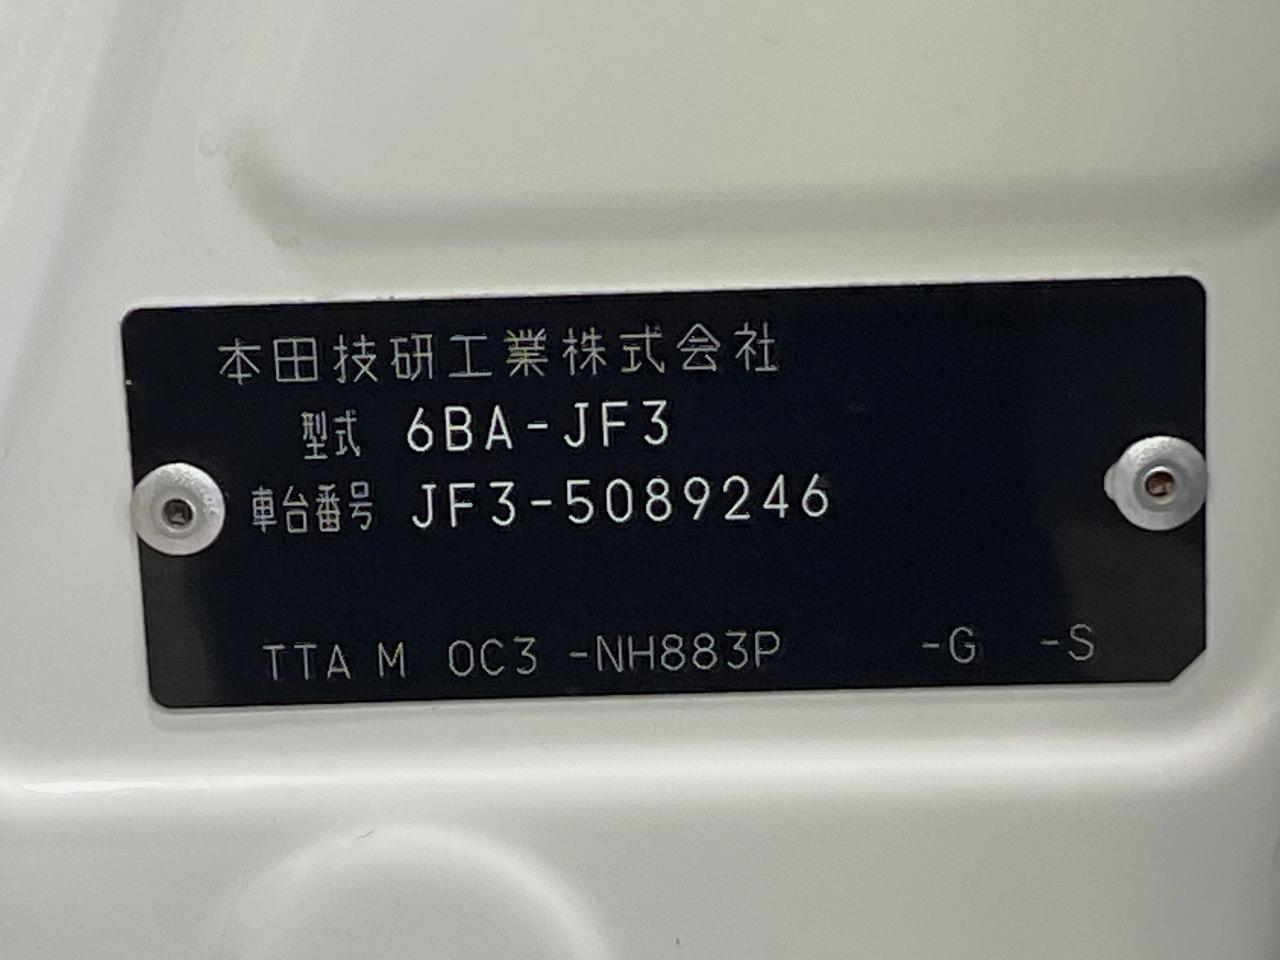 本田技研工業株式会社
型式 6BA-JF3
車台番号 JF3-5089246
TTA M 0C3 -NH883P -G -S